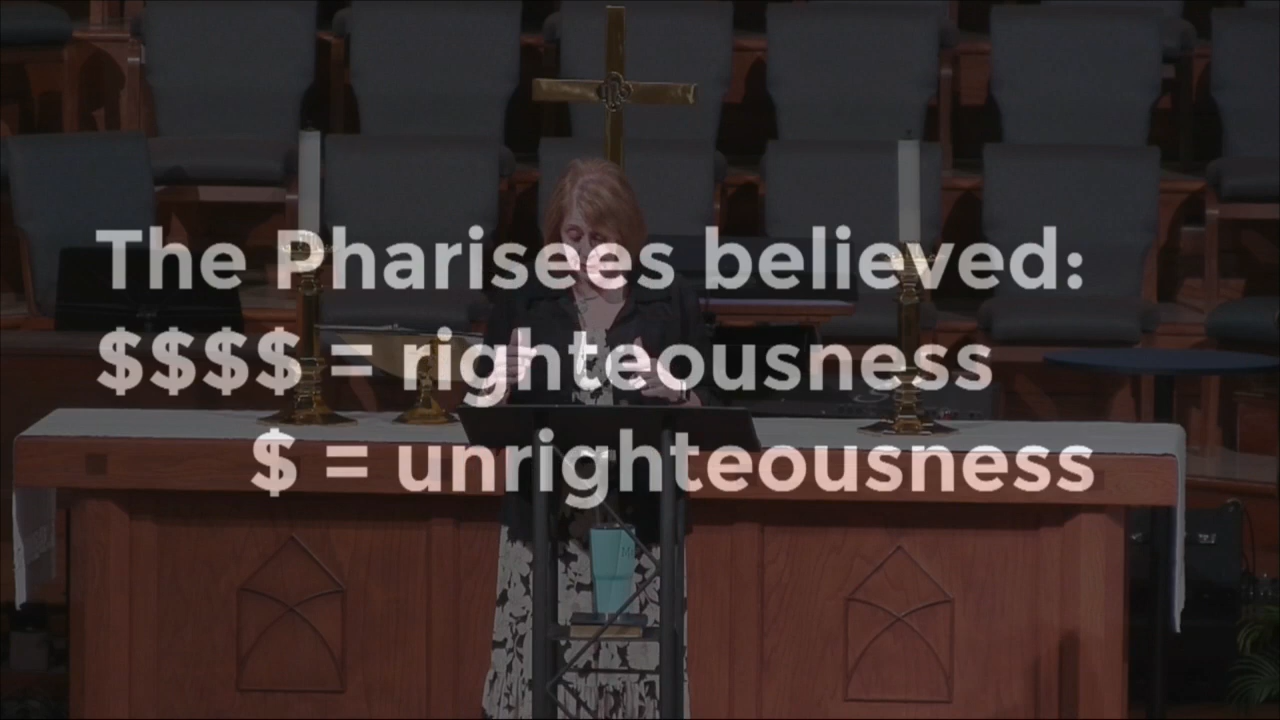 The Pharisees believed:
$$$$ = righteousness
$ = unrighteousness